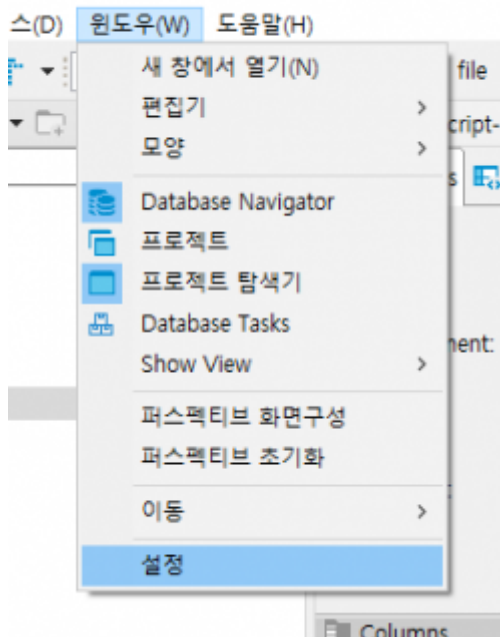 스(D) 윈도우(W) 도움말(H)
새 창에서 열기(N)
file
편집기
cript-
모양
s
Database Navigator
프로젝트
프로젝트 탐색기
Database Tasks
nent:
Show View
퍼스펙티브 화면구성
퍼스펙티브 초기화
이동
설정
Columns